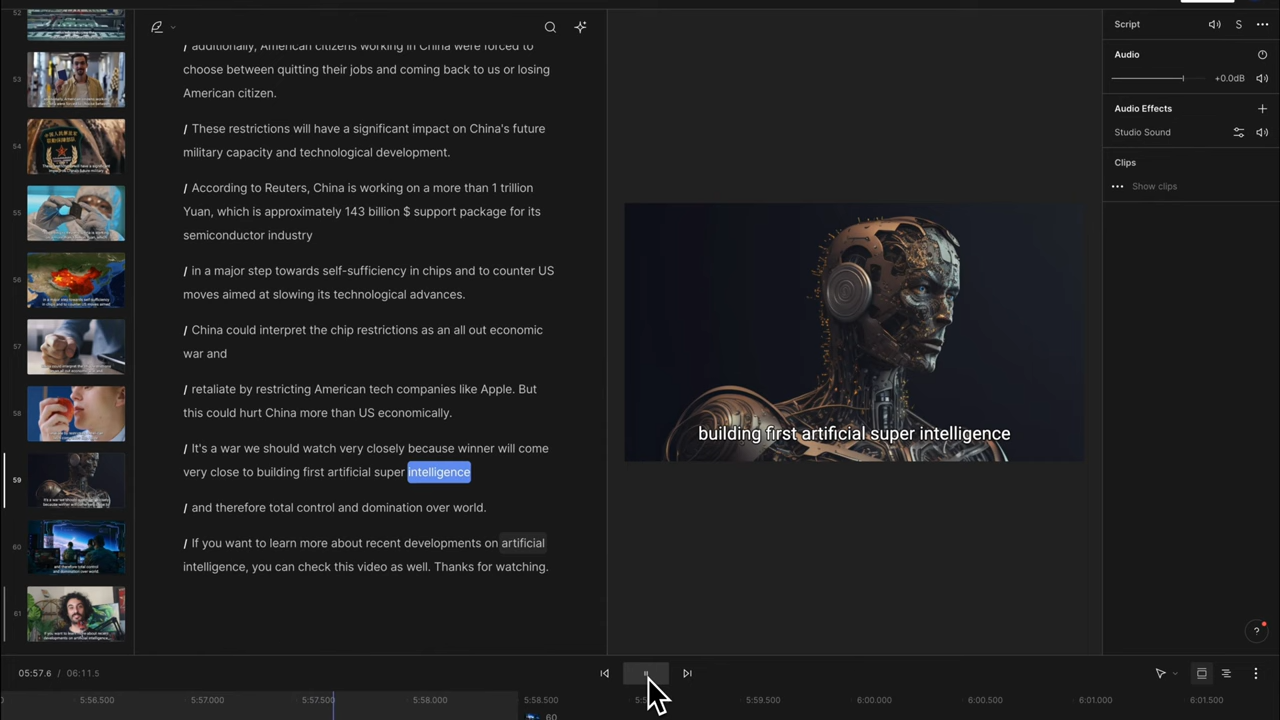 Script
S
/ additionally, American citizens working in China were forced to
choose between quitting their jobs and coming back to us or losing
American citizen.
/ These restrictions will have a significant impact on China's future
military capacity and technological development.
/ According to Reuters, China is working on a more than 1 trillion
Yuan, which is approximately 143 billion $ support package for its
semiconductor industry
/ in a major step towards self-sufficiency in chips and to counter US
moves aimed at slowing its technological advances.
/ China could interpret the chip restrictions as an all out economic
war and
/ retaliate by restricting American tech companies like Apple. But
this could hurt China more than US economically.
/ It's a war we should watch very closely because winner will come
very close to building first artificial super intelligence
/ and therefore total control and domination over world.
/ If you want to learn more about recent developments on artificial
intelligence, you can check this video as well. Thanks for watching.
52
53
54
55
56
57
58
59
60
61
and therefore total control
and domination over world.
building first artificial super intelligence
Audio
+0.0dB
Audio Effects
Studio Sound
Clips
Show clips
?
05:57.6 / 06:11.5
5:56.500
5:57.000
5:57.500
5:58.000
5:58.500
5:59.500
6:00.000
6:00.500
6:01.000
6:01.500
60